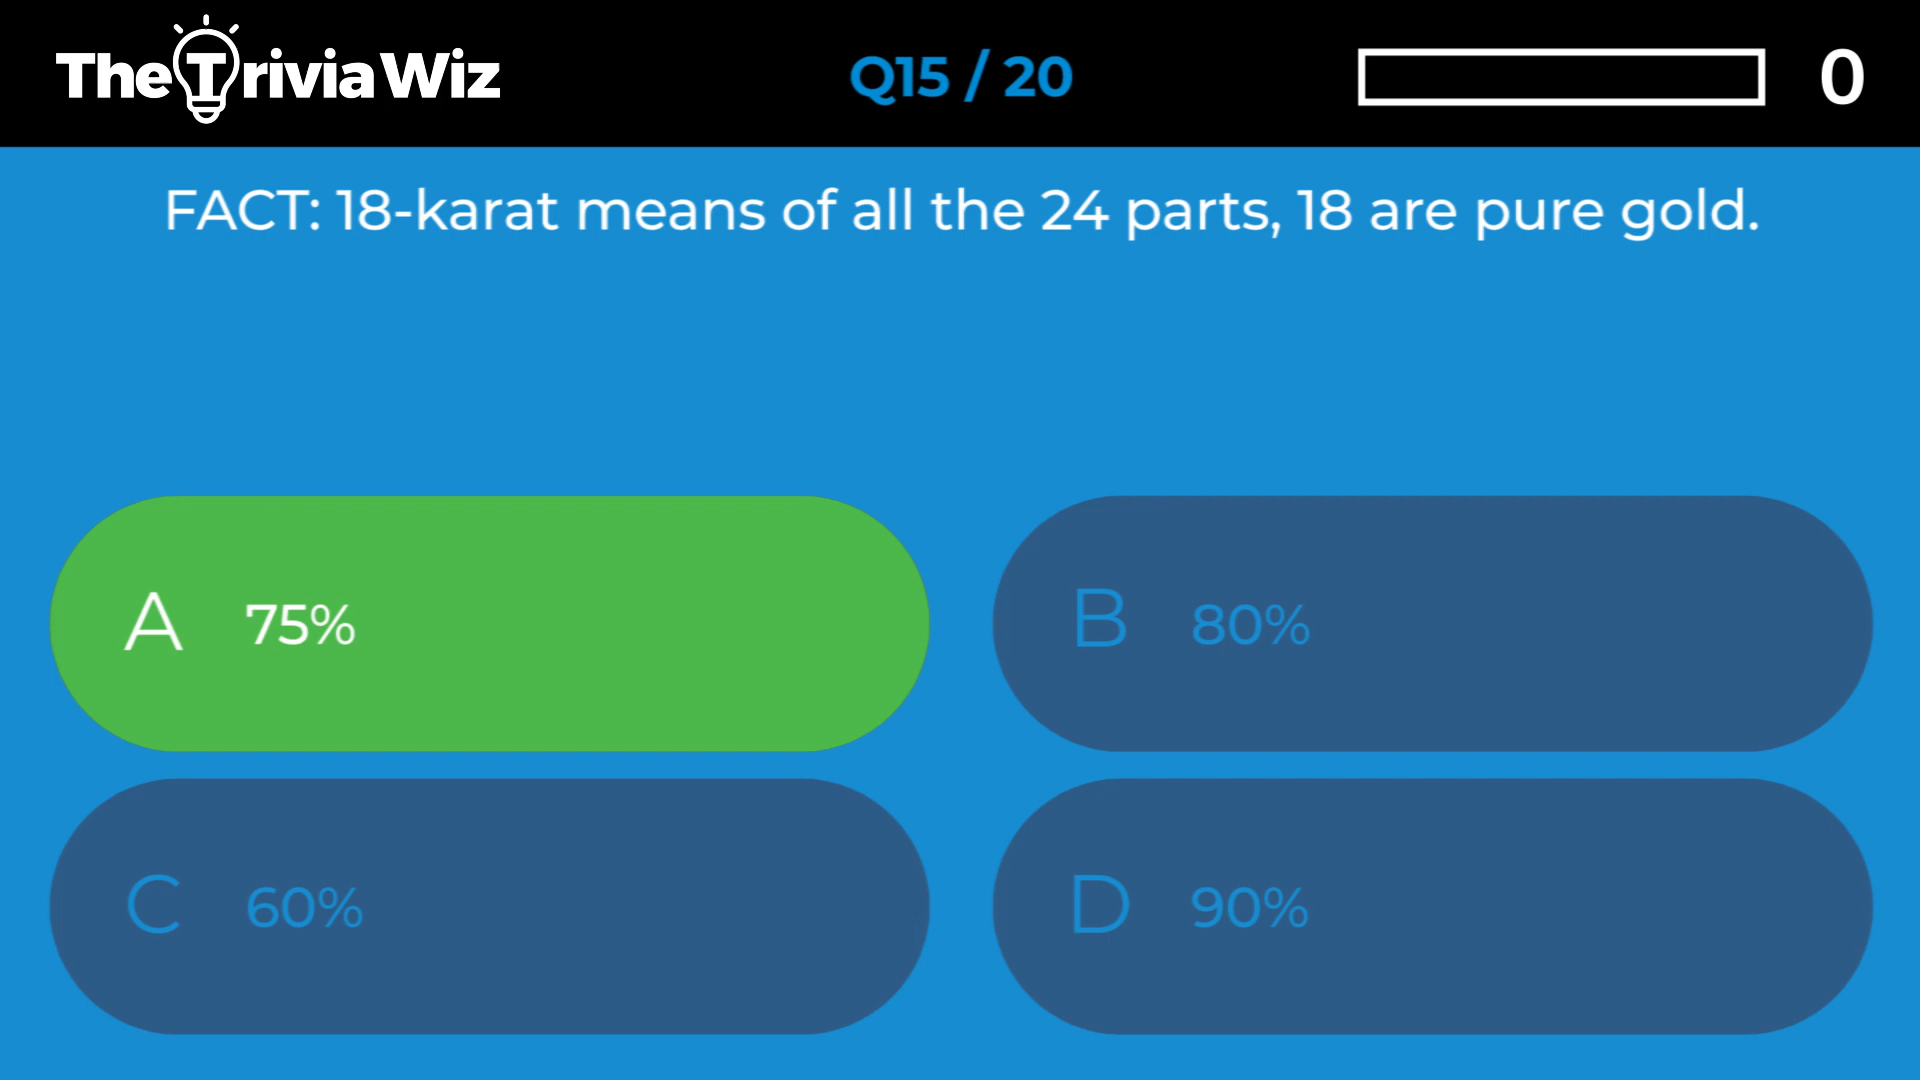 The Trivia Wiz
Q15 / 20
0
FACT: 18-karat means of all the 24 parts, 18 are pure gold.
A 75%
B 80%
C 60%
D 90%